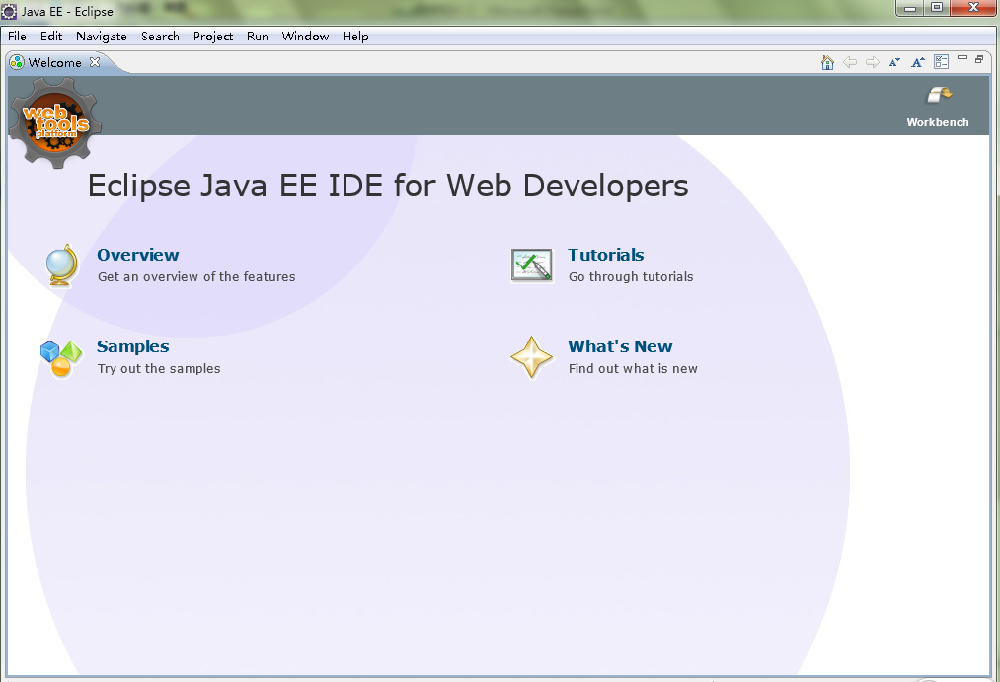 Java EE - Eclipse
File Edit Navigate Search Project Run Window Help
Welcome
web
tools
platform
Workbench
Eclipse Java EE IDE for Web Developers
Overview
Get an overview of the features
Tutorials
Go through tutorials
Samples
Try out the samples
What's New
Find out what is new